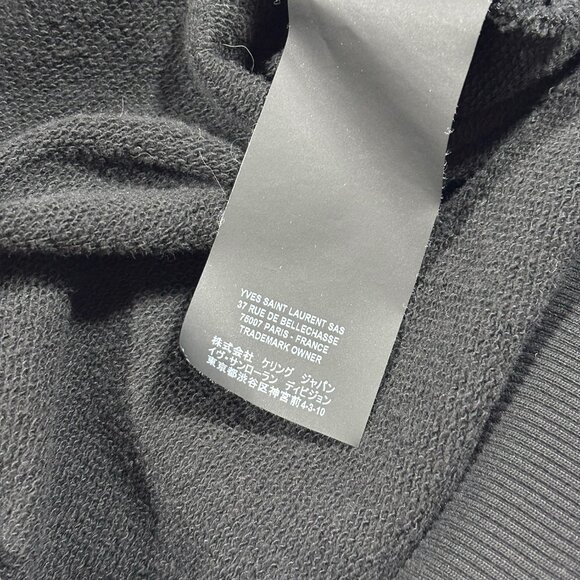 YVES SAINT LAURENT SAS
37 RUE DE BELLECHASSE
75007 PARIS - FRANCE
TRADEMARK OWNER
株式会社 ケリング ジャパン
イヴ・サンローラン ディビジョン
東京都渋谷区神宮前4-3-10